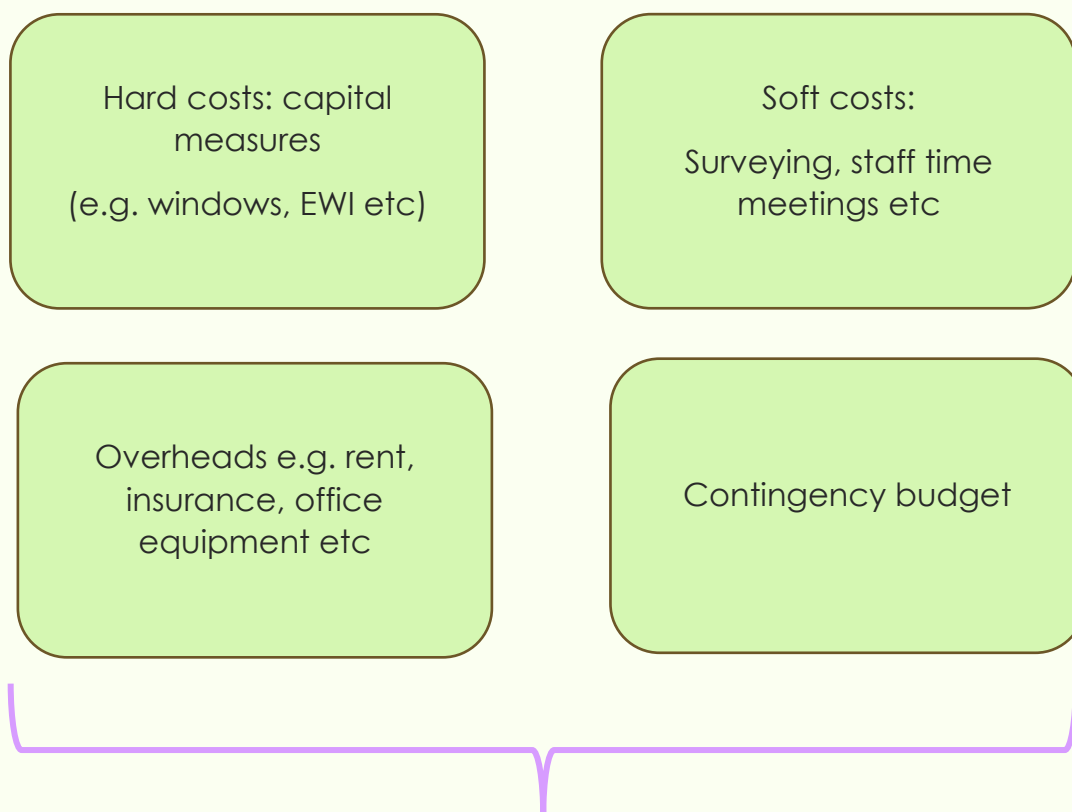 Hard costs: capital
measures
(e.g. windows, EWI etc)
Soft costs:
Surveying, staff time
meetings etc
Overheads e.g. rent,
insurance, office
equipment etc
Contingency budget